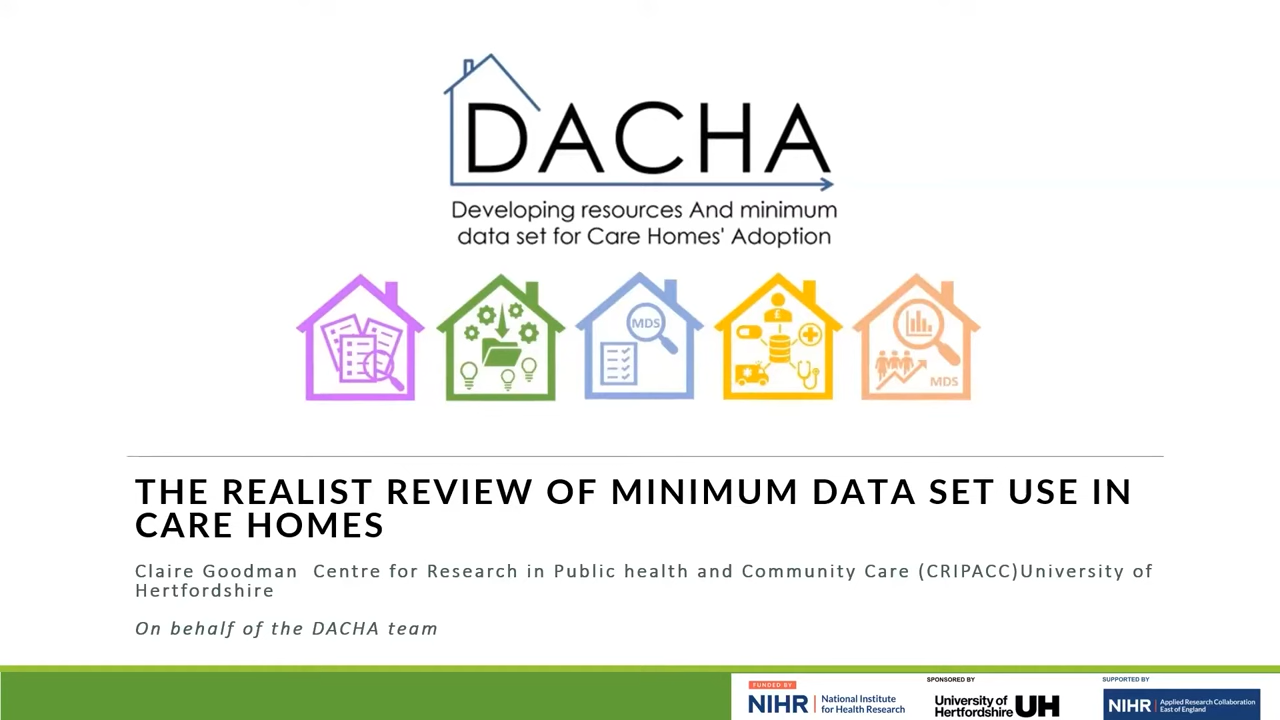 DACHA
Developing resources And minimum
data set for Care Homes' Adoption
MDS
£
MDS
THE REALIST REVIEW OF MINIMUM DATA SET USE IN
CARE HOMES
Claire Goodman Centre for Research in Public health and Community Care (CRIPACC)University of
Hertfordshire
On behalf of the DACHA team
FUNDED BY
NIHR | National Institute
for Health Research
SPONSORED BY
University of
Hertfordshire UH
SUPPORTED BY
NIHR | Applied Research Collaboration
East of England